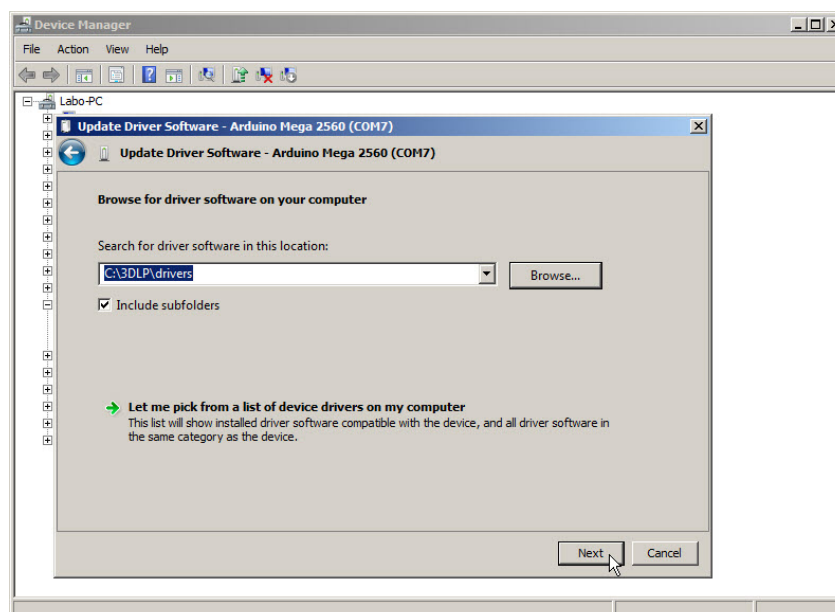 Device Manager
File Action View Help
Labo-PC
Update Driver Software - Arduino Mega 2560 (COM7)
Update Driver Software - Arduino Mega 2560 (COM7)
Browse for driver software on your computer
Search for driver software in this location:
C:\3DLP\drivers
Browse...
Include subfolders
Let me pick from a list of device drivers on my computer
This list will show installed driver software compatible with the device, and all driver software in
the same category as the device.
Next Cancel